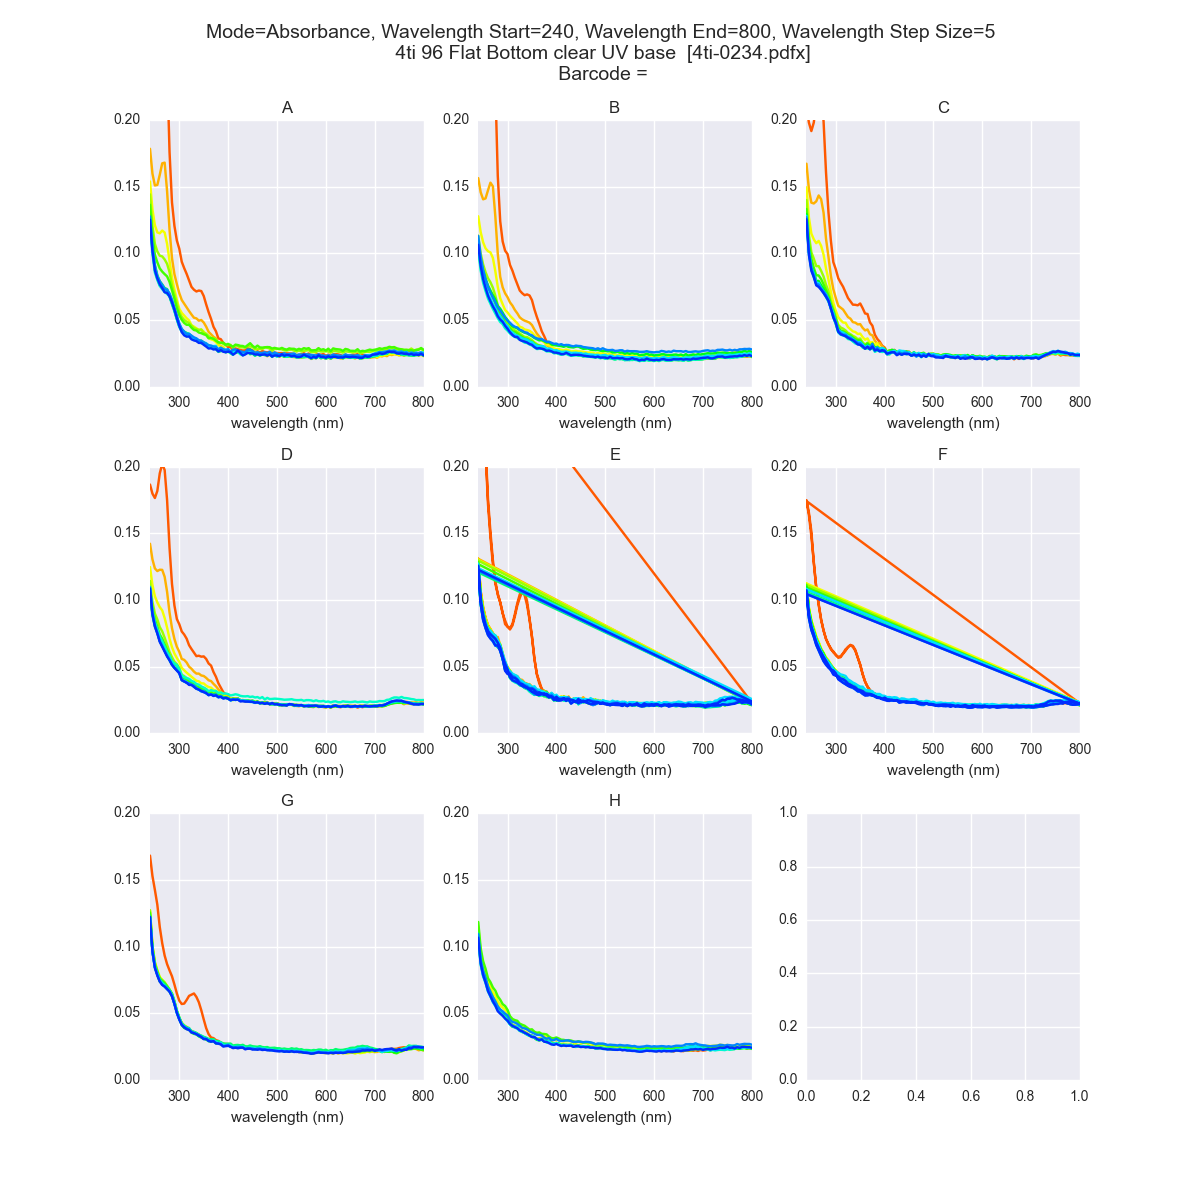 Mode=Absorbance, Wavelength Start=240, Wavelength End=800, Wavelength Step Size=5
4ti 96 Flat Bottom clear UV base  [4ti-0234.pdfx]
Barcode =
A
0.20
0.15
0.10
0.05
0.00
300 400 500 600 700 800
wavelength (nm)
B
0.20
0.15
0.10
0.05
0.00
300 400 500 600 700 800
wavelength (nm)
C
0.20
0.15
0.10
0.05
0.00
300 400 500 600 700 800
wavelength (nm)
D
0.20
0.15
0.10
0.05
0.00
300 400 500 600 700 800
wavelength (nm)
E
0.20
0.15
0.10
0.05
0.00
300 400 500 600 700 800
wavelength (nm)
F
0.20
0.15
0.10
0.05
0.00
300 400 500 600 700 800
wavelength (nm)
G
0.20
0.15
0.10
0.05
0.00
300 400 500 600 700 800
wavelength (nm)
H
0.20
0.15
0.10
0.05
0.00
300 400 500 600 700 800
wavelength (nm)
1.0
0.8
0.6
0.4
0.2
0.0
0.0 0.2 0.4 0.6 0.8 1.0